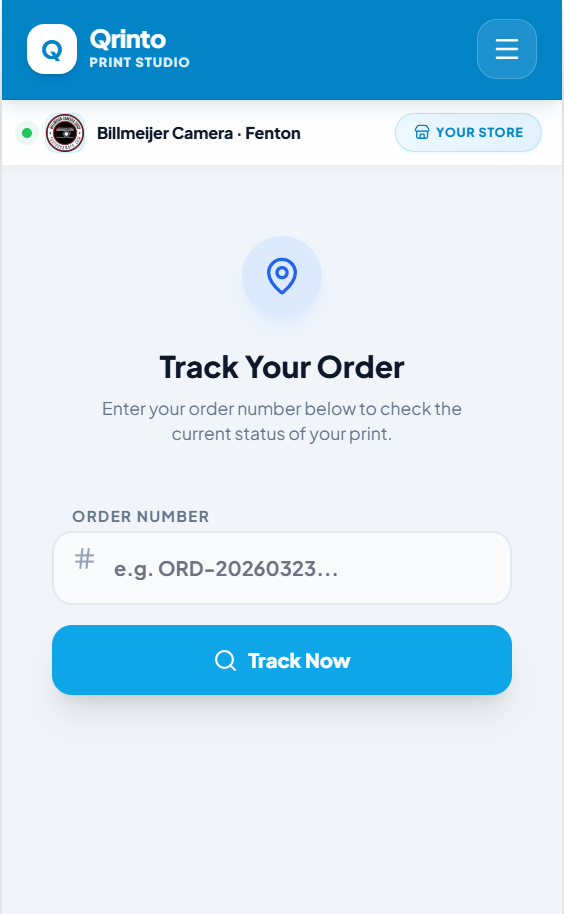 Q
Qrinto
PRINT STUDIO
Billmeijer Camera · Fenton
YOUR STORE
Track Your Order
Enter your order number below to check the
current status of your print.
ORDER NUMBER
# e.g. ORD-20260323...
Track Now